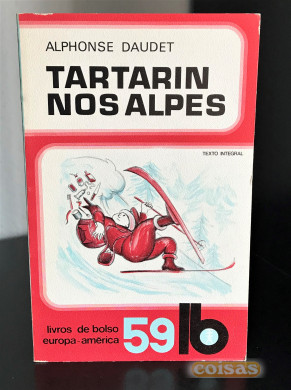 ALPHONSE DAUDET
TARTARIN
NOS ALPES
TEXTO INTEGRAL
livros de bolso
europa-américa
59 lb
coisas